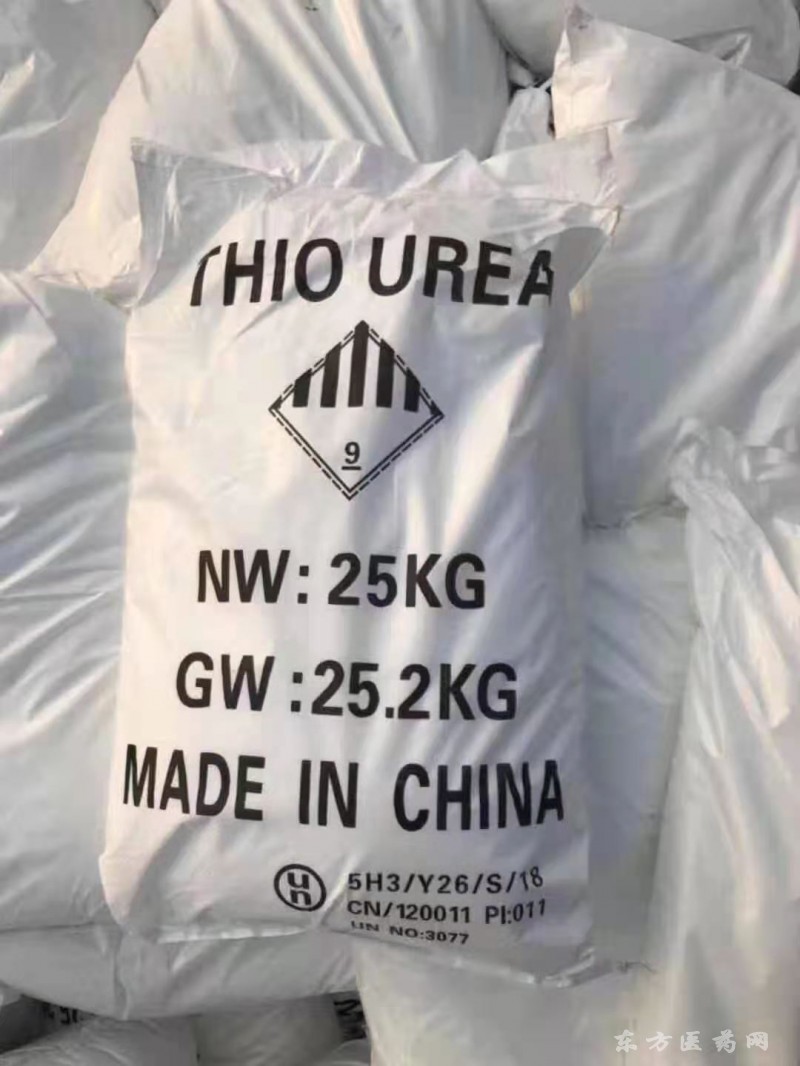 THIO UREA
9
NW: 25KG
GW:25.2KG
MADE IN CHINA
un
5H3/Y26/S/18
CN/120011 PI:011
UN NO:3077
东方医药网